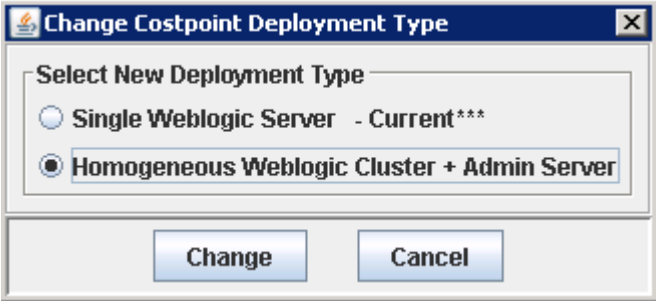 Change Costpoint Deployment Type
Select New Deployment Type
Single Weblogic Server - Current***
Homogeneous Weblogic Cluster + Admin Server
Change Cancel